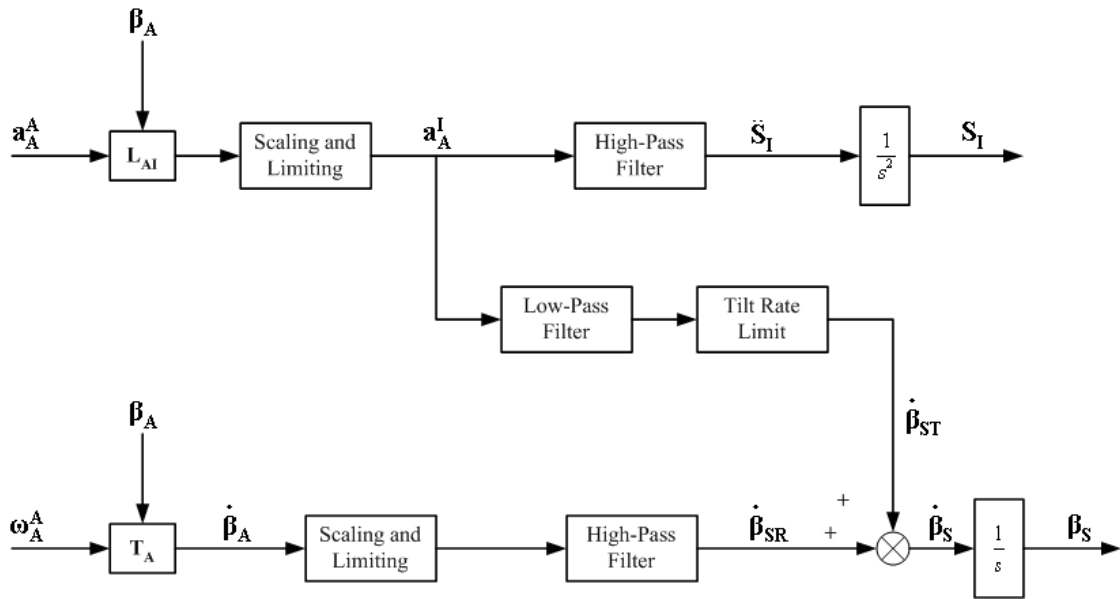 β_A
a_A^A
L_AI
Scaling and
Limiting
a_A^I
High-Pass
Filter
S̈_I
1
s²
S_I
Low-Pass
Filter
Tilt Rate
Limit
β̇_ST
β_A
ω_A^A
T_A
β̇_A
Scaling and
Limiting
High-Pass
Filter
β̇_SR
+
+
β̇_S
1
s
β_S